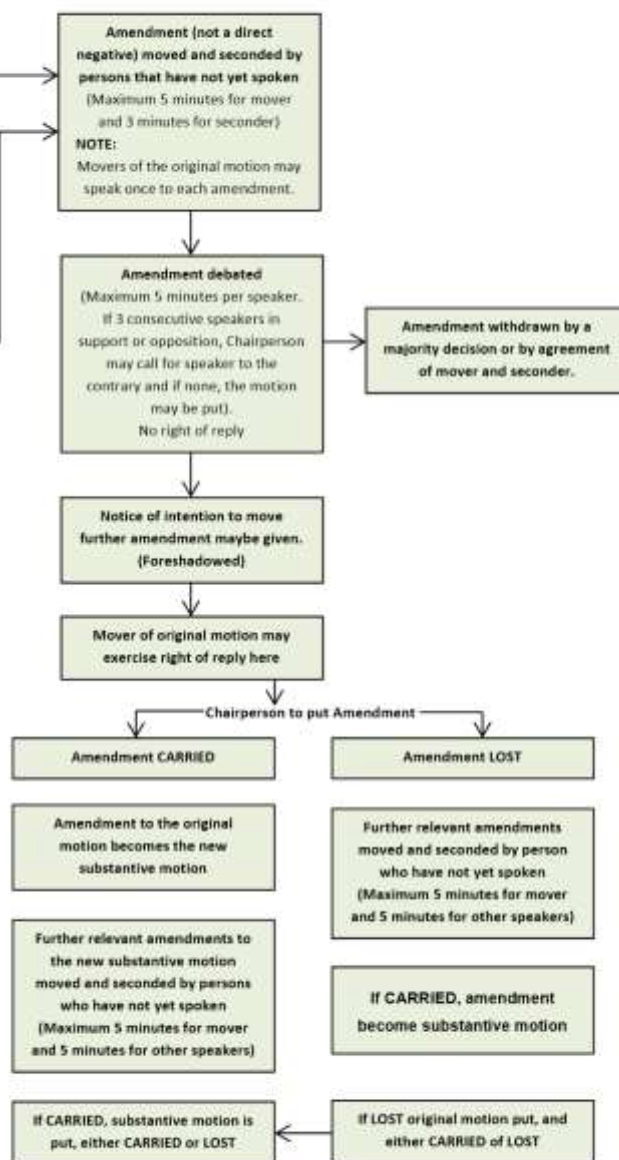 Amendment (not a direct
negative) moved and seconded by
persons that have not yet spoken
(Maximum 5 minutes for mover
and 3 minutes for seconder)
NOTE:
Movers of the original motion may
speak once to each amendment.
Amendment debated
(Maximum 5 minutes per speaker.
If 3 consecutive speakers in
support or opposition, Chairperson
may call for speaker to the
contrary and if none, the motion
may be put).
No right of reply
Amendment withdrawn by a
majority decision or by agreement
of mover and seconder.
Notice of intention to move
further amendment maybe given.
(Foreshadowed)
Mover of original motion may
exercise right of reply here
Chairperson to put Amendment
Amendment CARRIED
Amendment to the original
motion becomes the new
substantive motion
Further relevant amendments to
the new substantive motion
moved and seconded by persons
who have not yet spoken
(Maximum 5 minutes for mover
and 5 minutes for other speakers)
If CARRIED, substantive motion is
put, either CARRIED or LOST
Amendment LOST
Further relevant amendments
moved and seconded by person
who have not yet spoken
(Maximum 5 minutes for mover
and 5 minutes for other speakers)
If CARRIED, amendment
become substantive motion
If LOST original motion put, and
either CARRIED of LOST